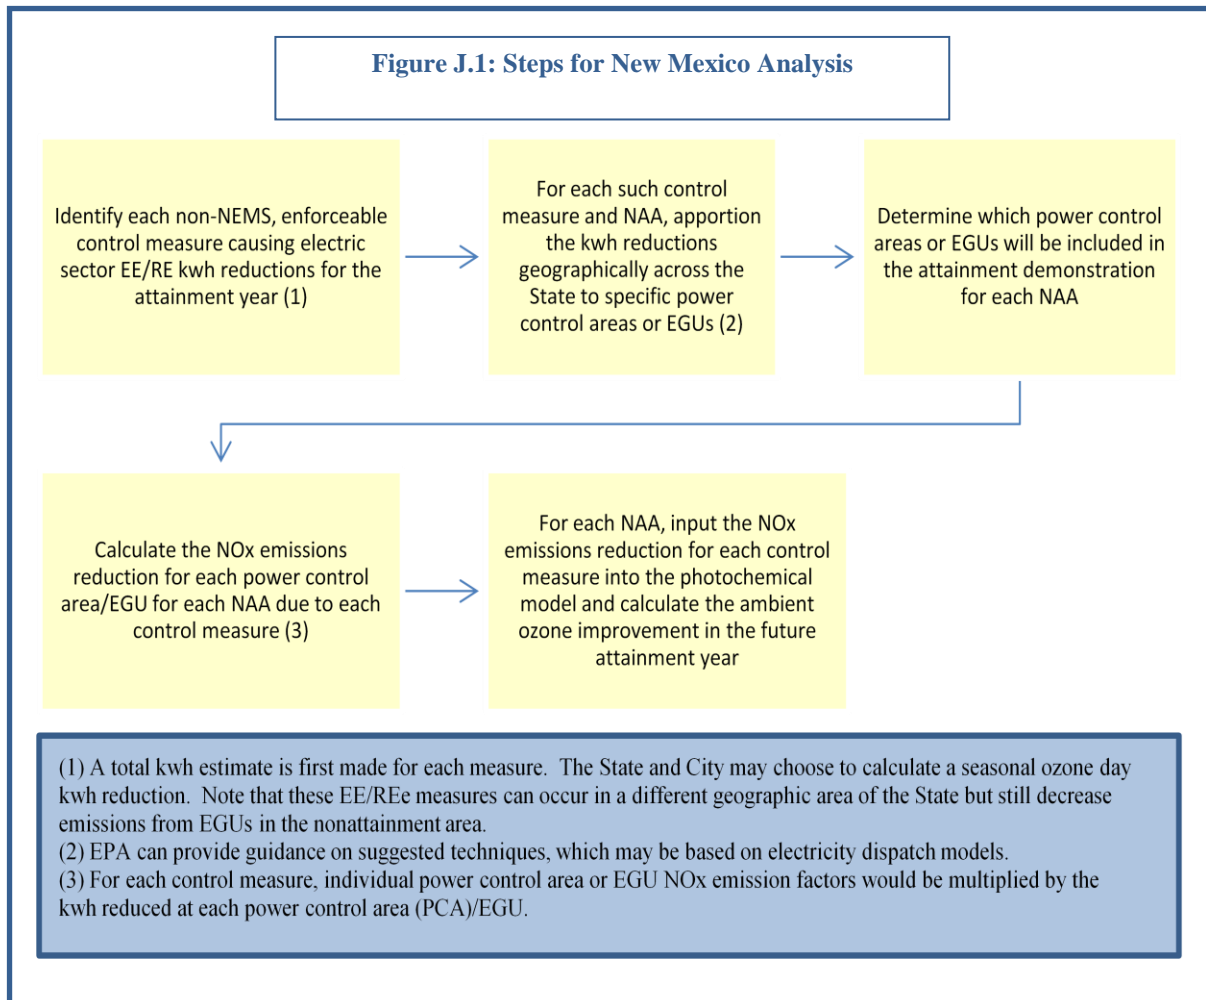 Figure J.1: Steps for New Mexico Analysis
Identify each non-NEMS, enforceable
control measure causing electric
sector EE/RE kwh reductions for the
attainment year (1)
For each such control
measure and NAA, apportion
the kwh reductions
geographically across the
State to specific power
control areas or EGUs (2)
Determine which power control
areas or EGUs will be included in
the attainment demonstration
for each NAA
Calculate the NOx emissions
reduction for each power control
area/EGU for each NAA due to each
control measure (3)
For each NAA, input the NOx
emissions reduction for each control
measure into the photochemical
model and calculate the ambient
ozone improvement in the future
attainment year
(1) A total kwh estimate is first made for each measure.  The State and City may choose to calculate a seasonal ozone day
kwh reduction.  Note that these EE/REe measures can occur in a different geographic area of the State but still decrease
emissions from EGUs in the nonattainment area.
(2) EPA can provide guidance on suggested techniques, which may be based on electricity dispatch models.
(3) For each control measure, individual power control area or EGU NOx emission factors would be multiplied by the
kwh reduced at each power control area (PCA)/EGU.